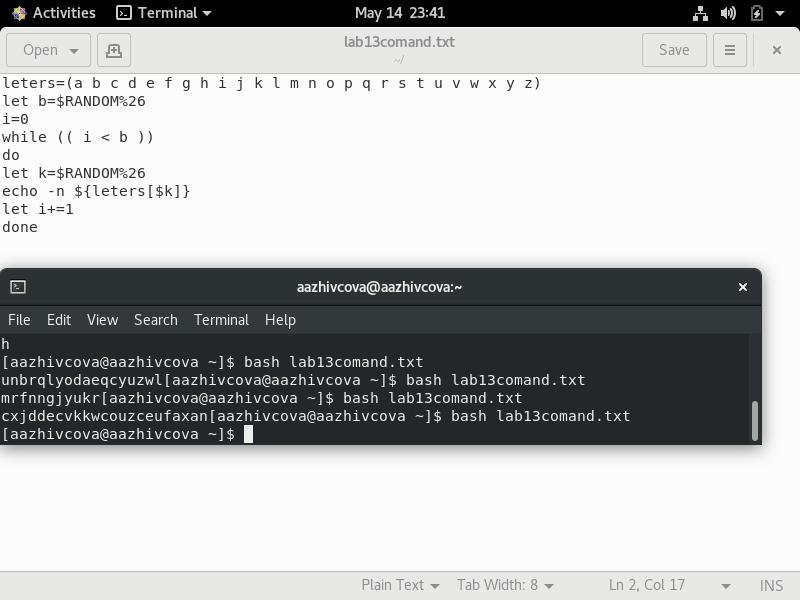 Activities Terminal May 14 23:41
Open lab13comand.txt Save
~/
leters=(a b c d e f g h i j k l m n o p q r s t u v w x y z)
let b=$RANDOM%26
i=0
while (( i < b ))
do
let k=$RANDOM%26
echo -n ${leters[$k]}
let i+=1
done
aazhivcova@aazhivcova:~
File Edit View Search Terminal Help
h
[aazhivcova@aazhivcova ~]$ bash lab13comand.txt
unbrqlyodaeqcyuzwl[aazhivcova@aazhivcova ~]$ bash lab13comand.txt
mrfnngjyukr[aazhivcova@aazhivcova ~]$ bash lab13comand.txt
cxjddecvkkwcouzceufaxan[aazhivcova@aazhivcova ~]$ bash lab13comand.txt
[aazhivcova@aazhivcova ~]$
Plain Text Tab Width: 8 Ln 2, Col 17 INS